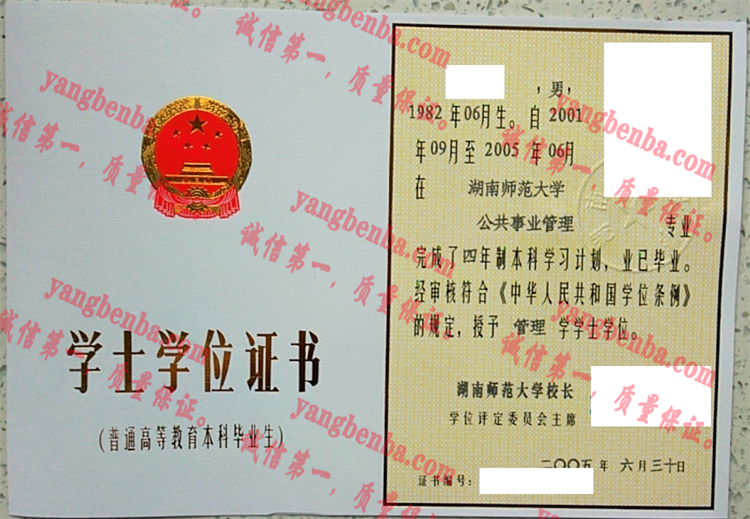 学士学位证书
(普通高等教育本科毕业生)
，男，
1982年06月生。自2001
年09月至2005年06月
在 湖南师范大学
公共事业管理 专业
完成了四年制本科学习计划，业已毕业。
经审核符合《中华人民共和国学位条例》
的规定，授予 管理 学学士学位。
湖南师范大学校长
学位评定委员会主席
二〇〇五年 六月三十日
证书编号：
yangbenba.com
诚信第一，质量保证。